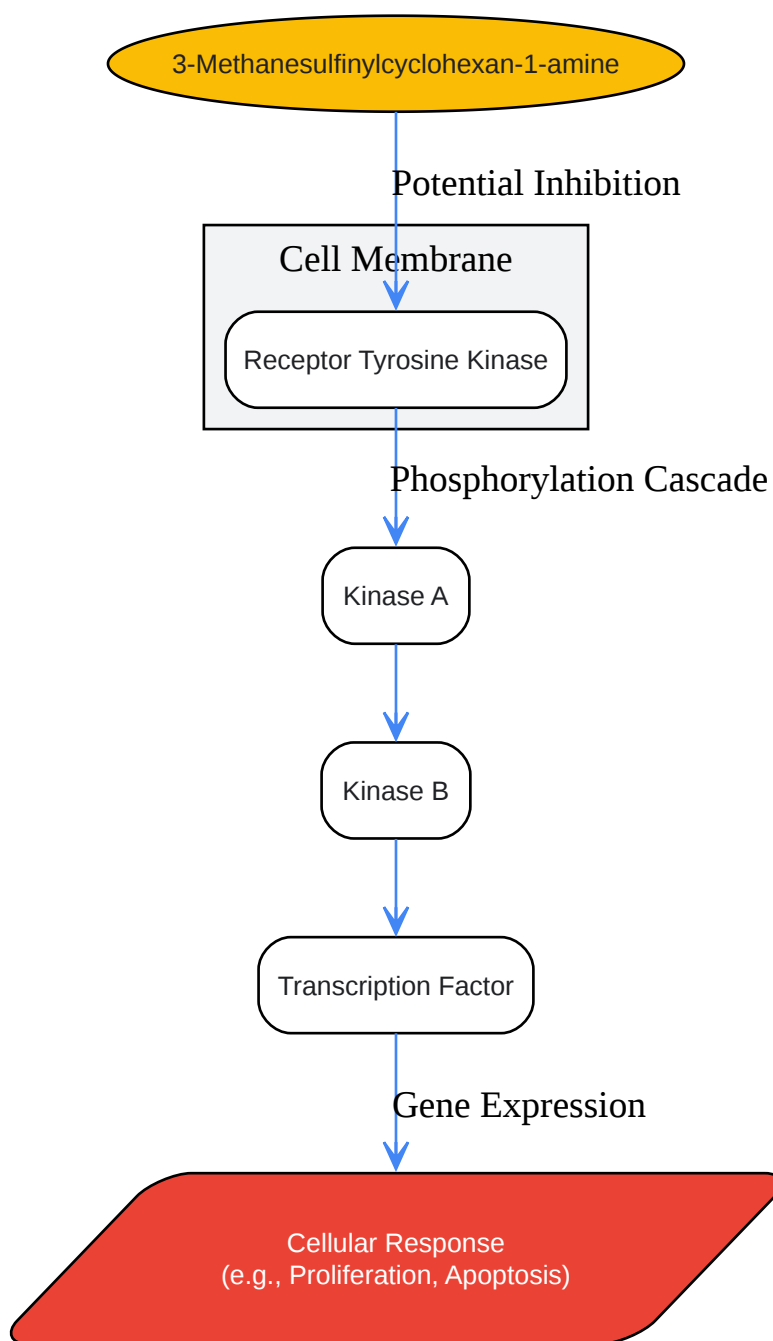 3-Methanesulfinylcyclohexan-1-amine
Potential Inhibition
Cell Membrane
Receptor Tyrosine Kinase
Phosphorylation Cascade
Kinase A
Kinase B
Transcription Factor
Gene Expression
Cellular Response
(e.g., Proliferation, Apoptosis)